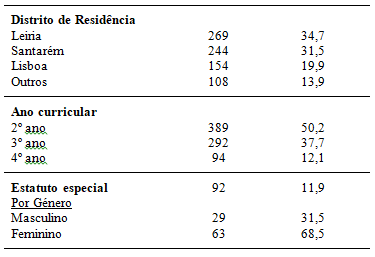 Distrito de Residência
Leiria 269 34,7
Santarém 244 31,5
Lisboa 154 19,9
Outros 108 13,9
Ano curricular
2º ano 389 50,2
3º ano 292 37,7
4º ano 94 12,1
Estatuto especial 92 11,9
Por Género
Masculino 29 31,5
Feminino 63 68,5